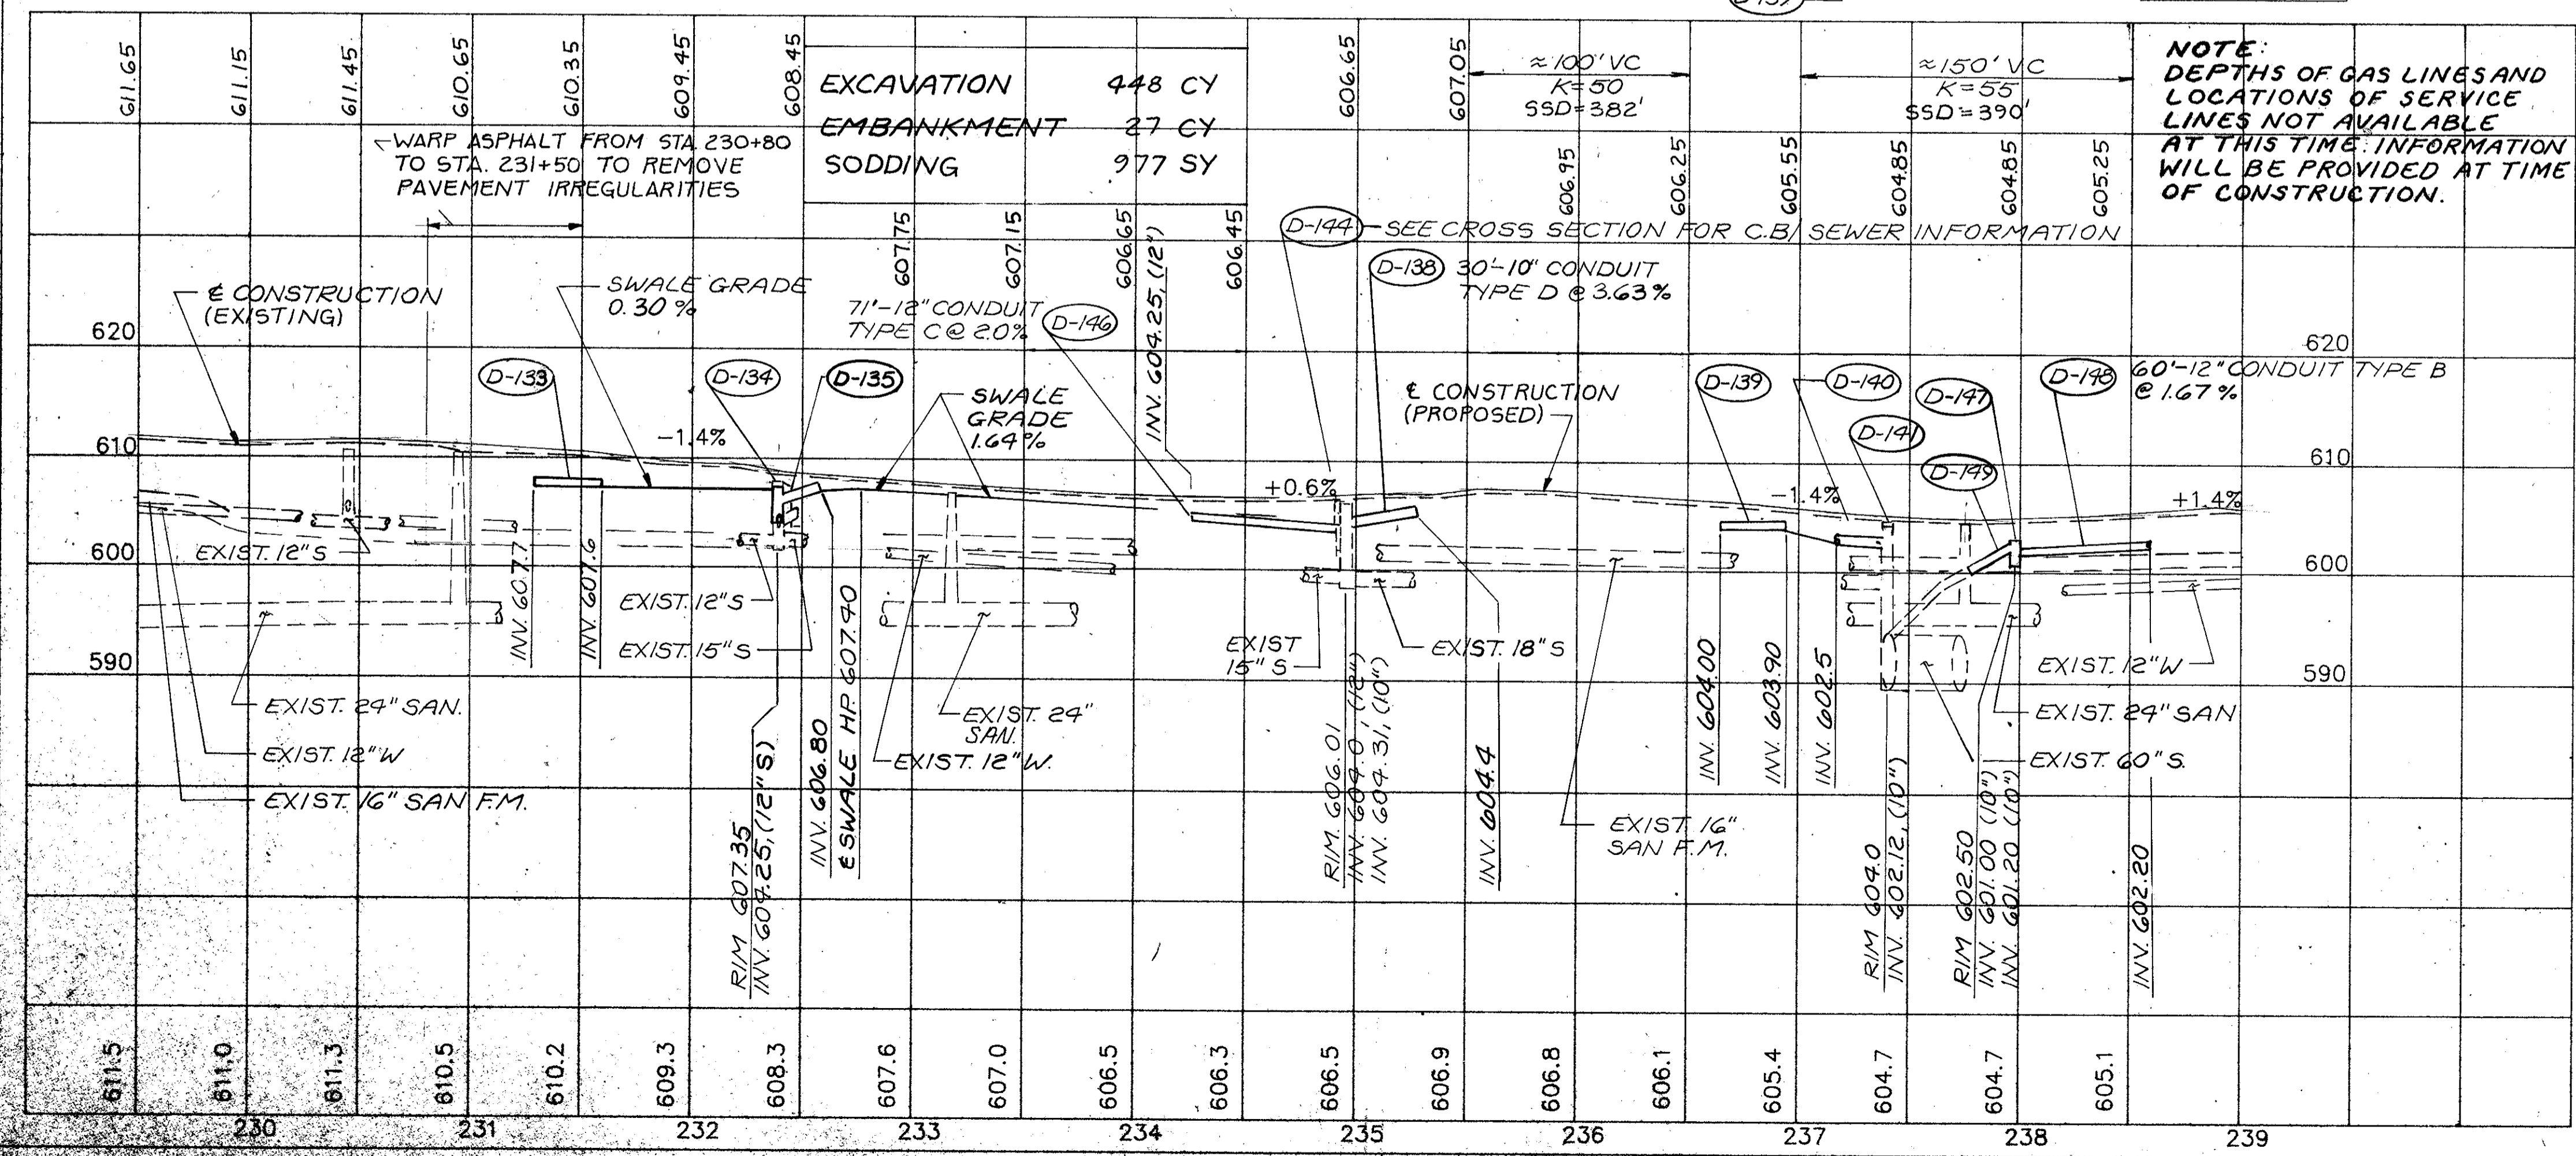 D-137
611.65
611.15
611.45
610.65
610.35
609.45
608.45
EXCAVATION 448 CY
EMBANKMENT 27 CY
SODDING 977 SY
606.65
607.05
≈100' VC
K=50
SSD=382'
≈150' VC
K=55
SSD=390'
NOTE:
DEPTHS OF GAS LINES AND
LOCATIONS OF SERVICE
LINES NOT AVAILABLE
AT THIS TIME. INFORMATION
WILL BE PROVIDED AT TIME
OF CONSTRUCTION.
WARP ASPHALT FROM STA. 230+80
TO STA. 231+50 TO REMOVE
PAVEMENT IRREGULARITIES
607.75
607.15
606.65
INV. 604.25, (12")
606.45
606.95
606.25
605.55
604.85
604.85
605.25
D-144
SEE CROSS SECTION FOR C.B./ SEWER INFORMATION
D-138
30'-10" CONDUIT
TYPE D @ 3.63%
℄ CONSTRUCTION
(EXISTING)
SWALE GRADE
0.30 %
71'-12" CONDUIT
TYPE C @ 2.0%
D-146
620
620
D-133
D-134
D-135
SWALE
GRADE
1.64%
℄ CONSTRUCTION
(PROPOSED)
D-139
D-140
D-141
D-147
D-149
D-148
60'-12" CONDUIT TYPE B
@ 1.67 %
610
-1.4%
+0.6%
-1.4%
+1.4%
610
EXIST. 12" S
600
600
INV. 607.7
INV. 607.6
EXIST. 12" S
EXIST. 15" S
590
590
EXIST. 24" SAN.
EXIST. 12" W
EXIST. 16" SAN F.M.
RIM 607.35
INV. 604.25, (12" S)
INV. 606.80
℄ SWALE HP. 607.40
EXIST. 24"
SAN.
EXIST. 12" W.
EXIST
15" S
EXIST. 18" S
RIM. 606.01
INV. 604.0, (12")
INV. 604.31, (10")
INV. 604.4
EXIST. 16"
SAN F.M.
INV. 604.00
INV. 603.90
INV. 602.5
RIM 604.0
INV. 602.12, (10")
RIM 602.50
INV. 601.00 (10")
INV. 601.20 (10")
INV. 602.20
EXIST. 12" W
EXIST. 24" SAN
EXIST. 60" S.
611.5
611.0
611.3
610.5
610.2
609.3
608.3
607.6
607.0
606.5
606.3
606.5
606.9
606.8
606.1
605.4
604.7
604.7
605.1
230
231
232
233
234
235
236
237
238
239